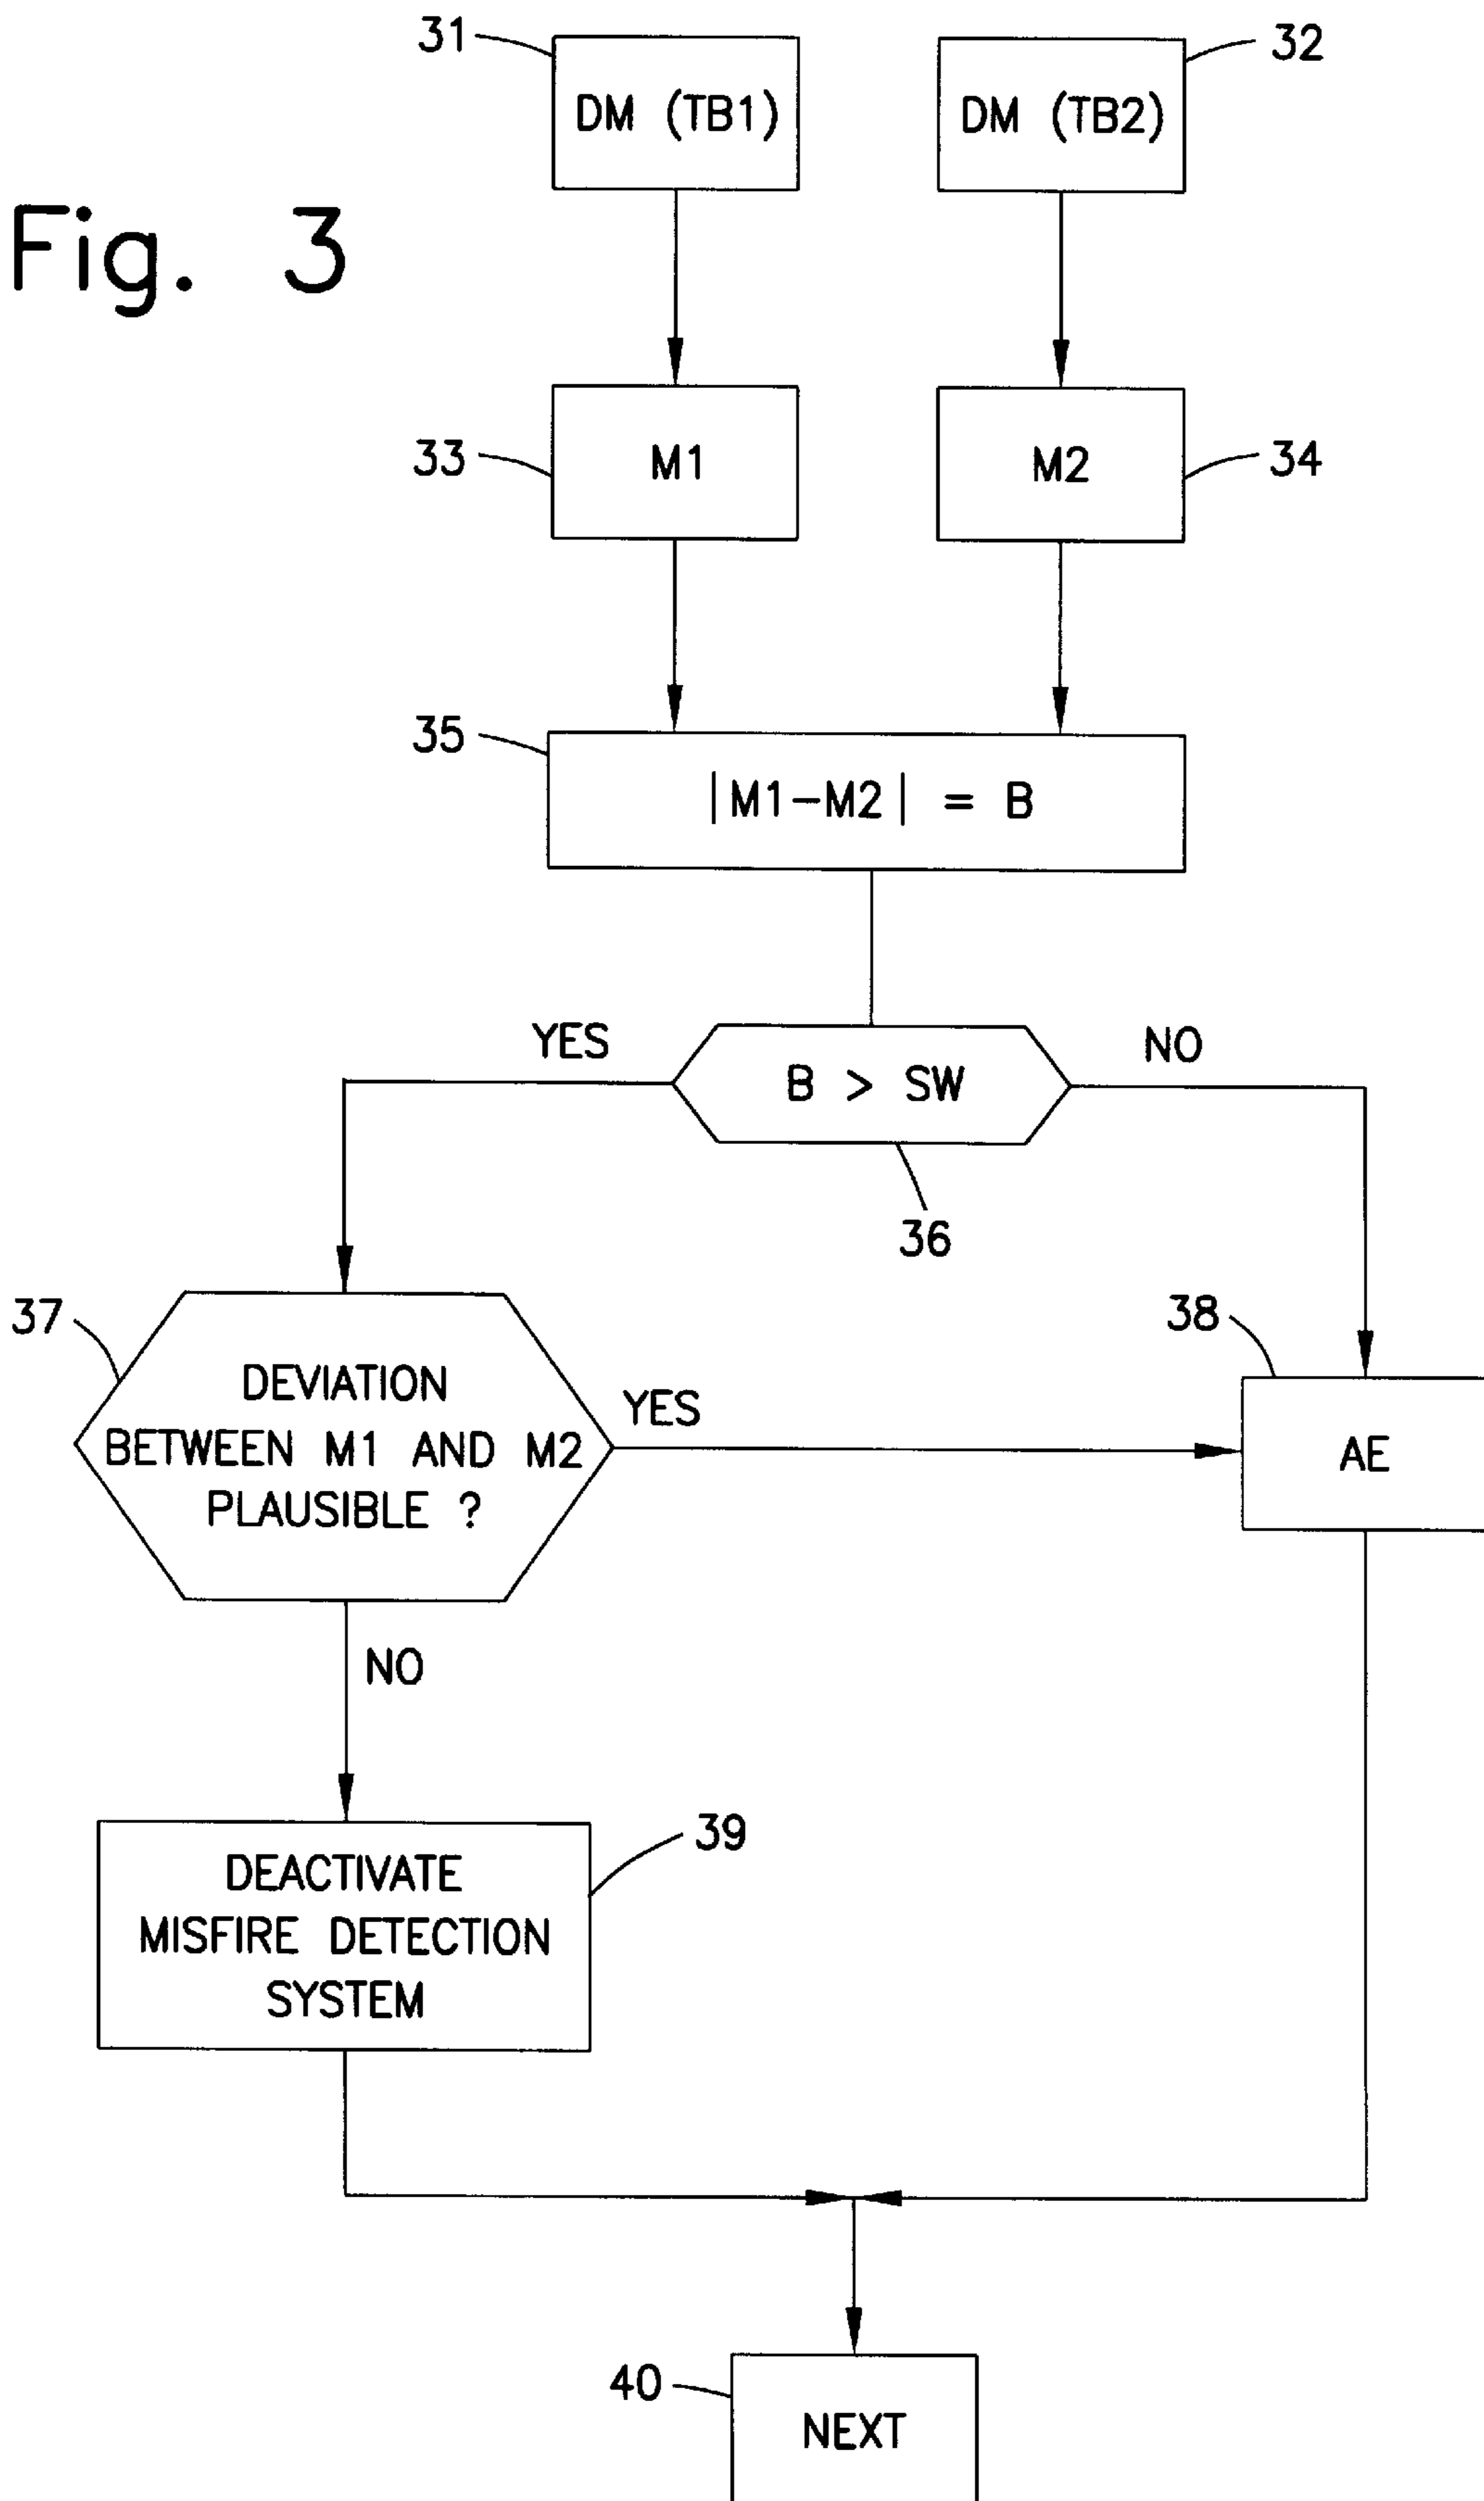 31
DM (TB1)
DM (TB2)
32
Fig. 3
33
M1
M2
34
35
|M1-M2| = B
YES
B > SW
NO
36
37
DEVIATION
BETWEEN M1 AND M2
PLAUSIBLE ?
YES
38
AE
NO
DEACTIVATE
MISFIRE DETECTION
SYSTEM
39
40
NEXT